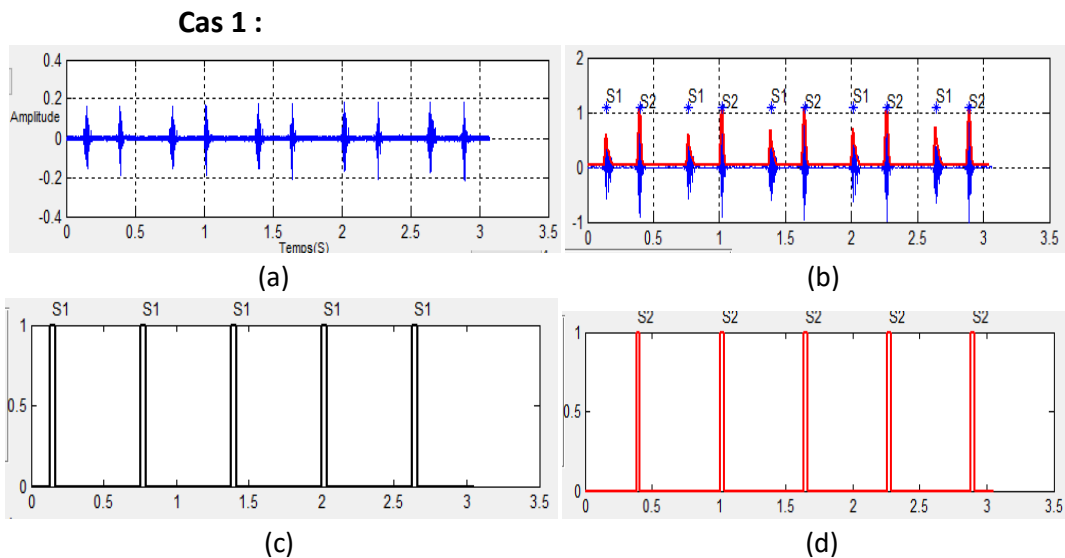 Cas 1 :
0.4
0.2
Amplitude
0
-0.2
-0.4
0 0.5 1 1.5 2 2.5 3 3.5
Temps(S)
(a)
2
S1 S2 S1 S2 S1 S2 S1 S2 S1 S2
1
0
-1
0 0.5 1 1.5 2 2.5 3 3.5
(b)
S1 S1 S1 S1 S1
1
0.5
0
0 0.5 1 1.5 2 2.5 3 3.5
(c)
S2 S2 S2 S2 S2
1
0.5
0
0 0.5 1 1.5 2 2.5 3 3.5
(d)